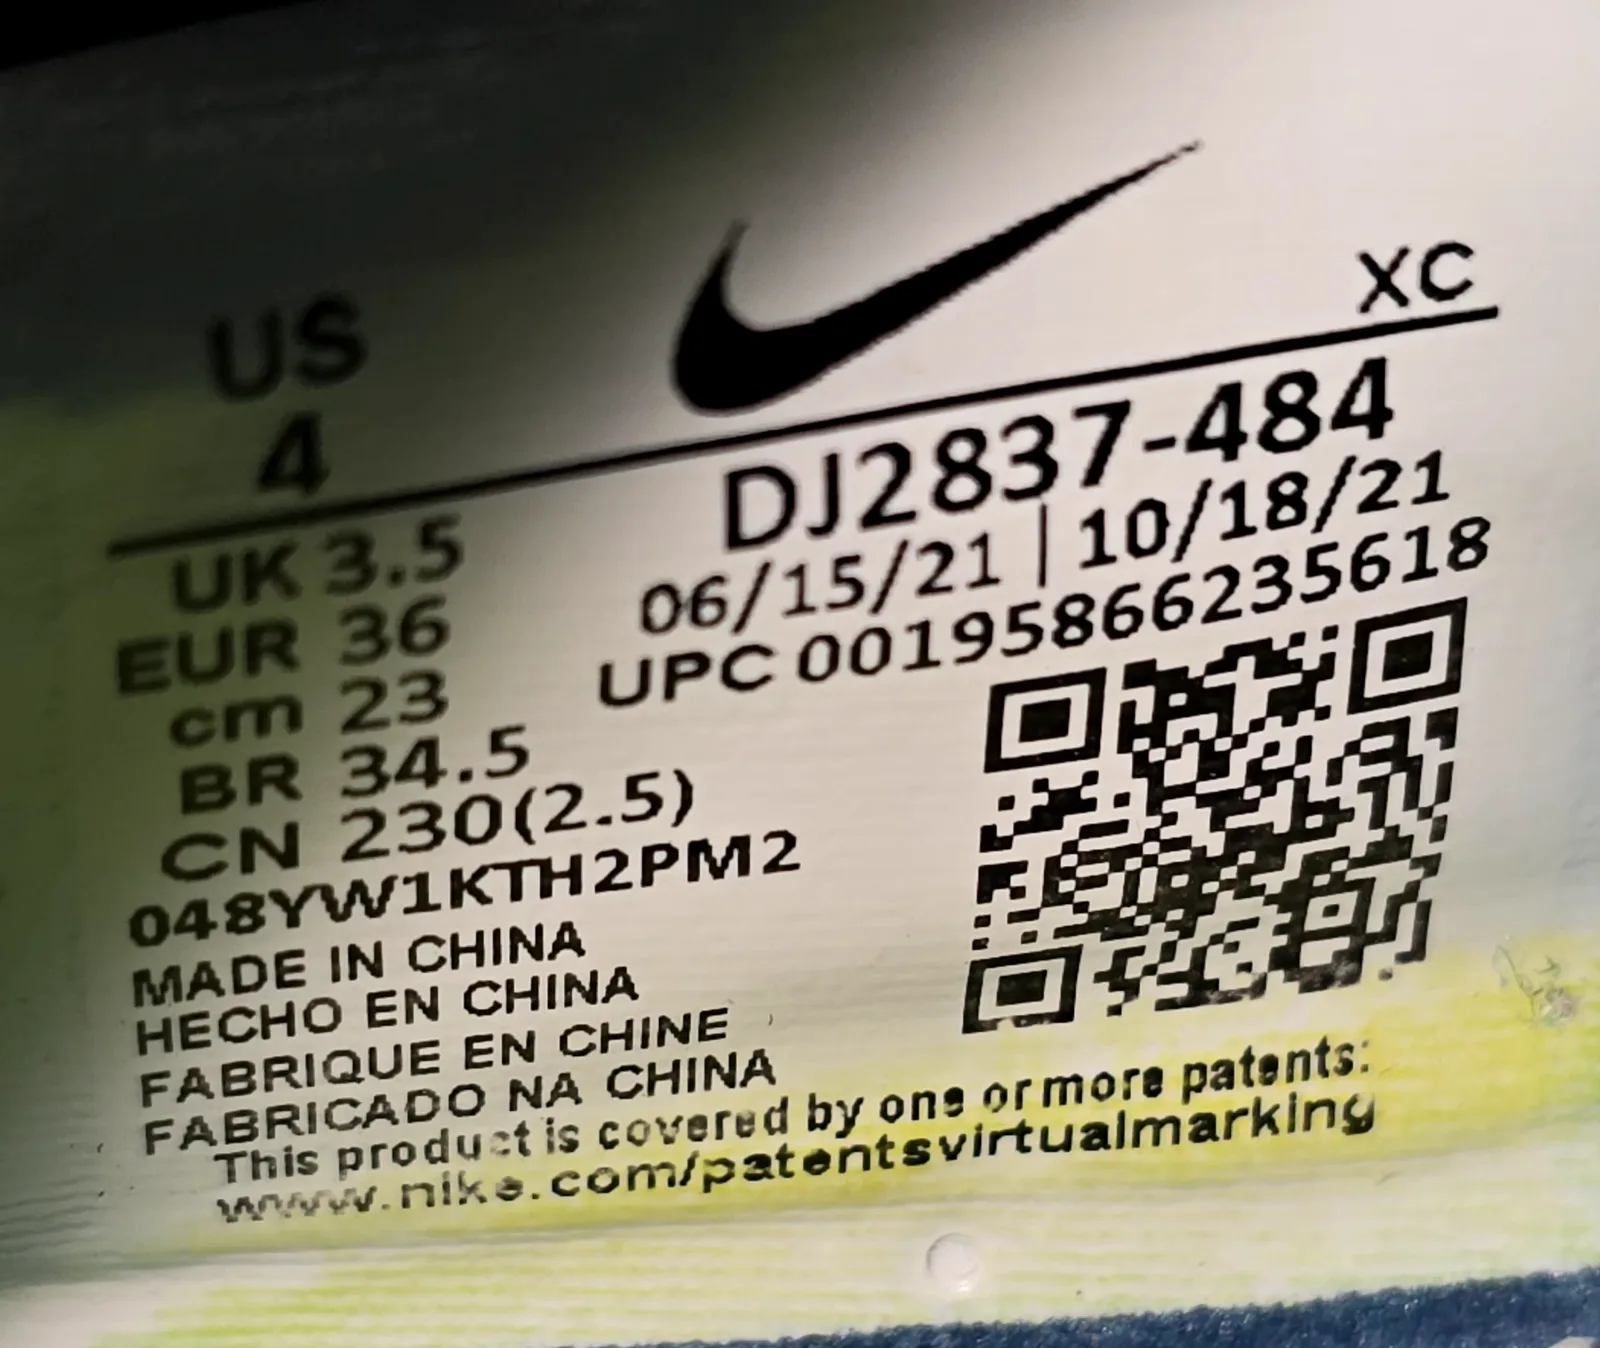 US
4
XC
UK 3.5
EUR 36
cm 23
BR 34.5
CN 230(2.5)
DJ2837-484
06/15/21 | 10/18/21
UPC 00195866235618
048YW1KTH2PM2
MADE IN CHINA
HECHO EN CHINA
FABRIQUE EN CHINE
FABRICADO NA CHINA
This product is covered by one or more patents:
www.nike.com/patentsvirtualmarking